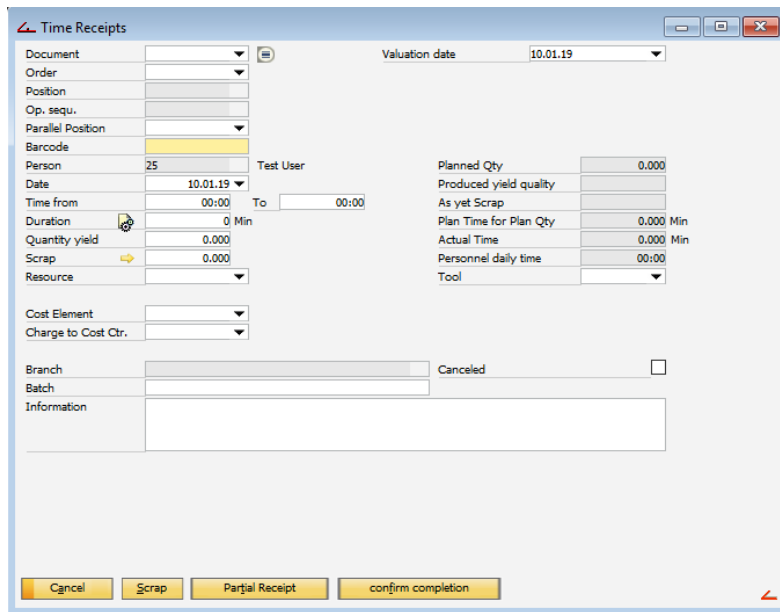 Time Receipts
Document Valuation date 10.01.19
Order
Position
Op. sequ.
Parallel Position
Barcode
Person 25 Test User Planned Qty 0.000
Date 10.01.19 Produced yield quality
Time from 00:00 To 00:00 As yet Scrap
Duration 0 Min Plan Time for Plan Qty 0.000 Min
Quantity yield 0.000 Actual Time 0.000 Min
Scrap 0.000 Personnel daily time 00:00
Resource Tool
Cost Element
Charge to Cost Ctr.
Branch Canceled
Batch
Information
Cancel Scrap Partial Receipt confirm completion